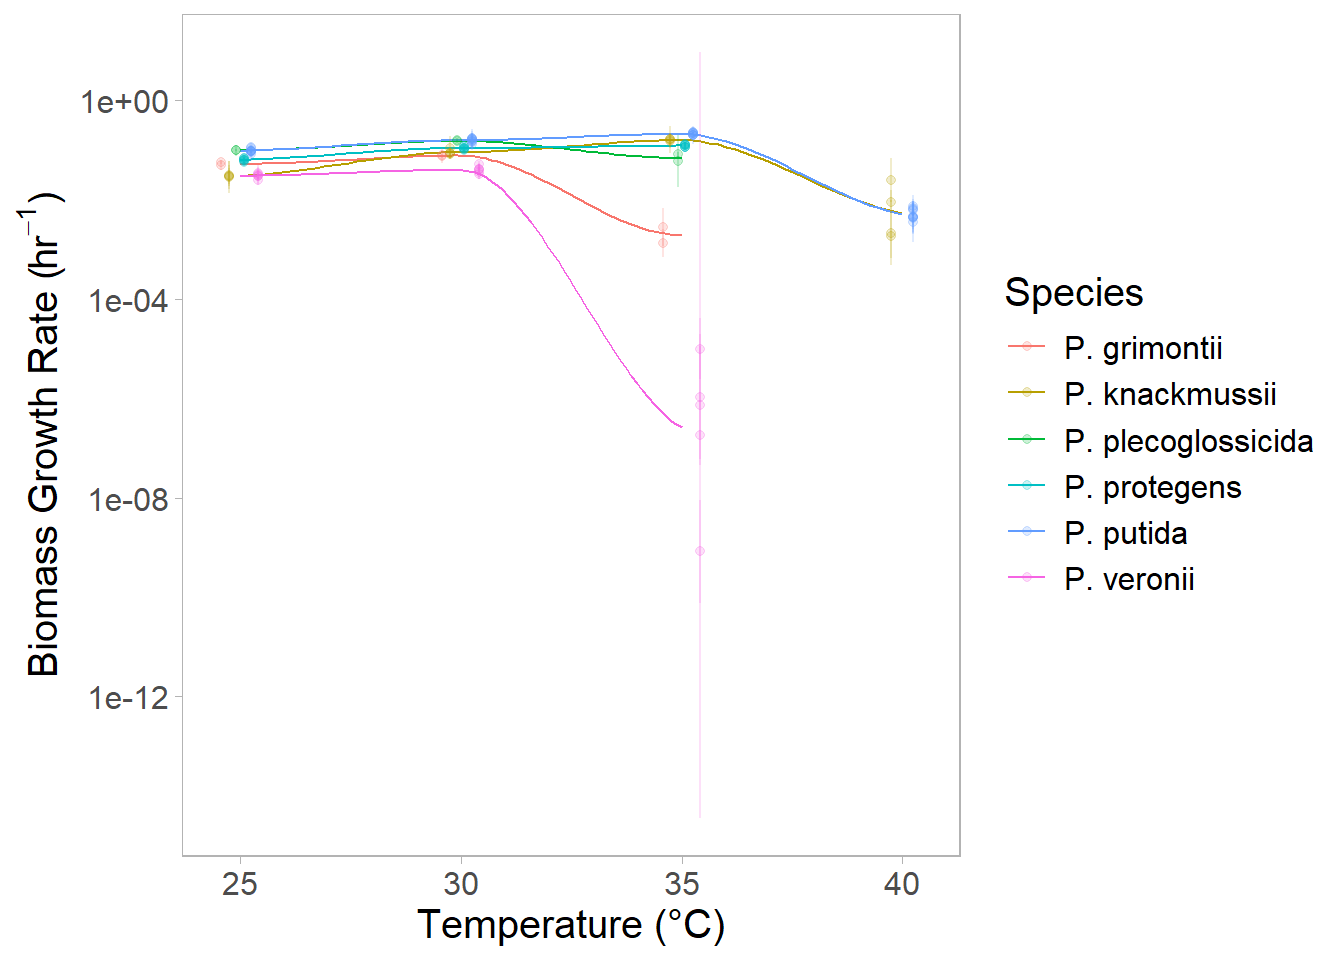 Biomass Growth Rate (hr⁻¹)
1e+00
1e-04
1e-08
1e-12
25 30 35 40
Temperature (°C)
Species
P. grimontii
P. knackmussii
P. plecoglossicida
P. protegens
P. putida
P. veronii